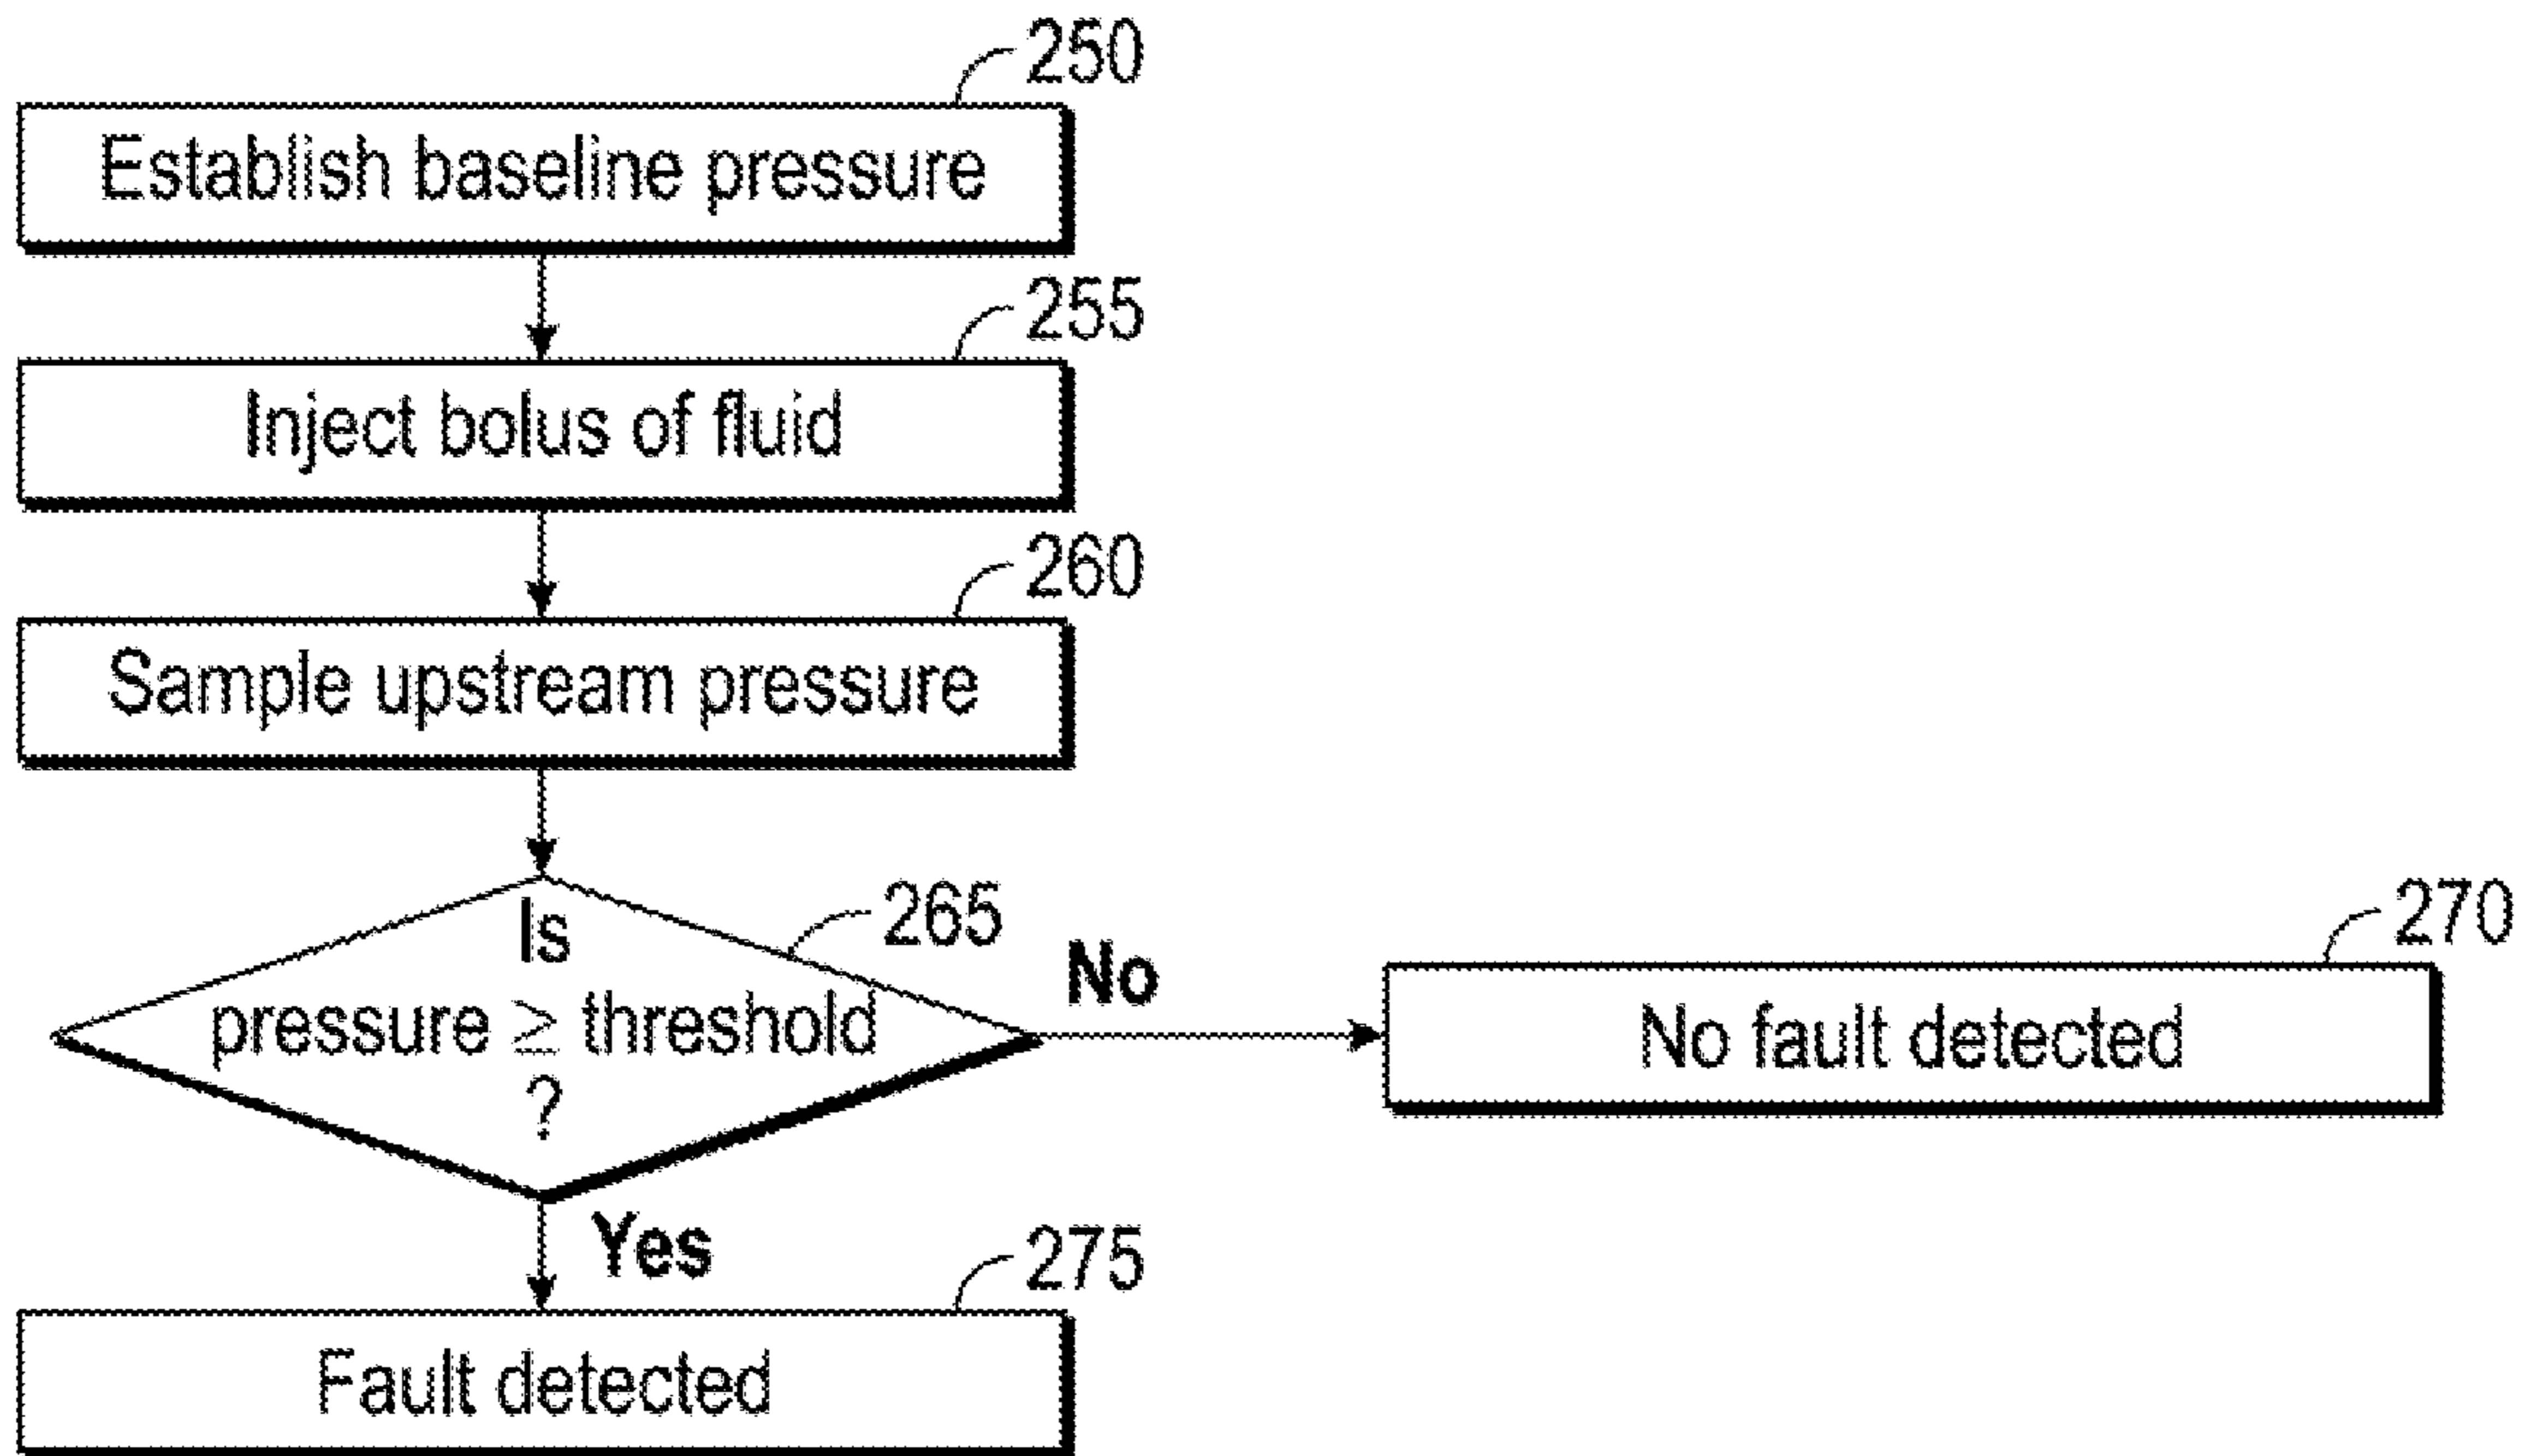 250
Establish baseline pressure
255
Inject bolus of fluid
260
Sample upstream pressure
265
Is
pressure ≥ threshold
?
No
270
No fault detected
Yes
275
Fault detected